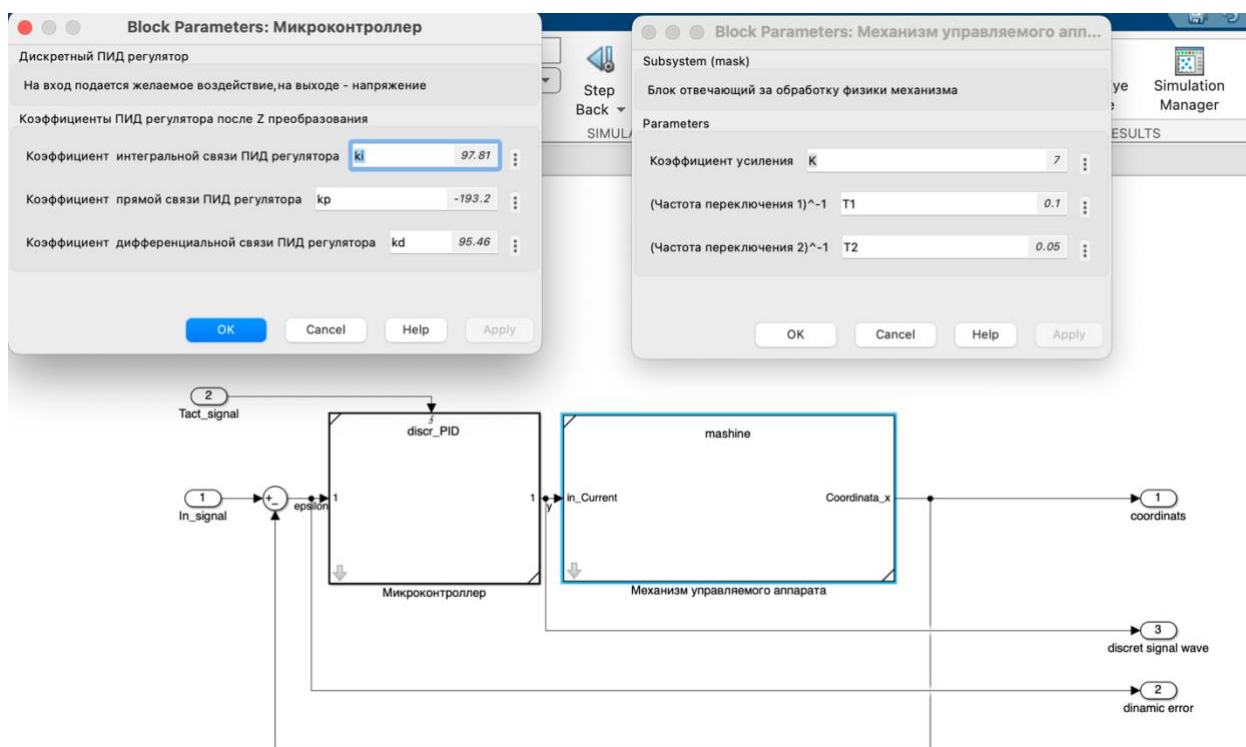 Block Parameters: Микроконтроллер
Дискретный ПИД регулятор
На вход подается желаемое воздействие,на выходе - напряжение
Коэффициенты ПИД регулятора после Z преобразования
Коэффициент интегральной связи ПИД регулятора ki 97.81
Коэффициент прямой связи ПИД регулятора kp -193.2
Коэффициент дифференциальной связи ПИД регулятора kd 95.46
OK Cancel Help Apply
Step
Back
SIMUL
Block Parameters: Механизм управляемого апп...
Subsystem (mask)
Блок отвечающий за обработку физики механизма
Parameters
Коэффициент усиления K 7
(Частота переключения 1)^-1 T1 0.1
(Частота переключения 2)^-1 T2 0.05
OK Cancel Help Apply
Simulation
Manager
ESULTS
2
Tact_signal
discr_PID
mashine
1
In_signal
+
-
epsilon
1
1
y
in_Current
Coordinata_x
1
coordinats
Микроконтроллер
Механизм управляемого аппарата
3
discret signal wave
2
dinamic error